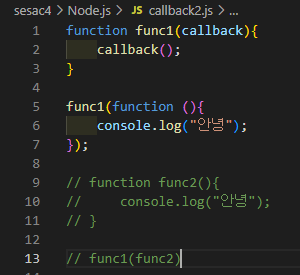 sesac4 > Node.js > JS callback2.js > ...
1 function func1(callback){
2     callback();
3 }
4
5 func1(function (){
6     console.log("안녕");
7 });
8
9 // function func2(){
10 //     console.log("안녕");
11 // }
12
13 // func1(func2)